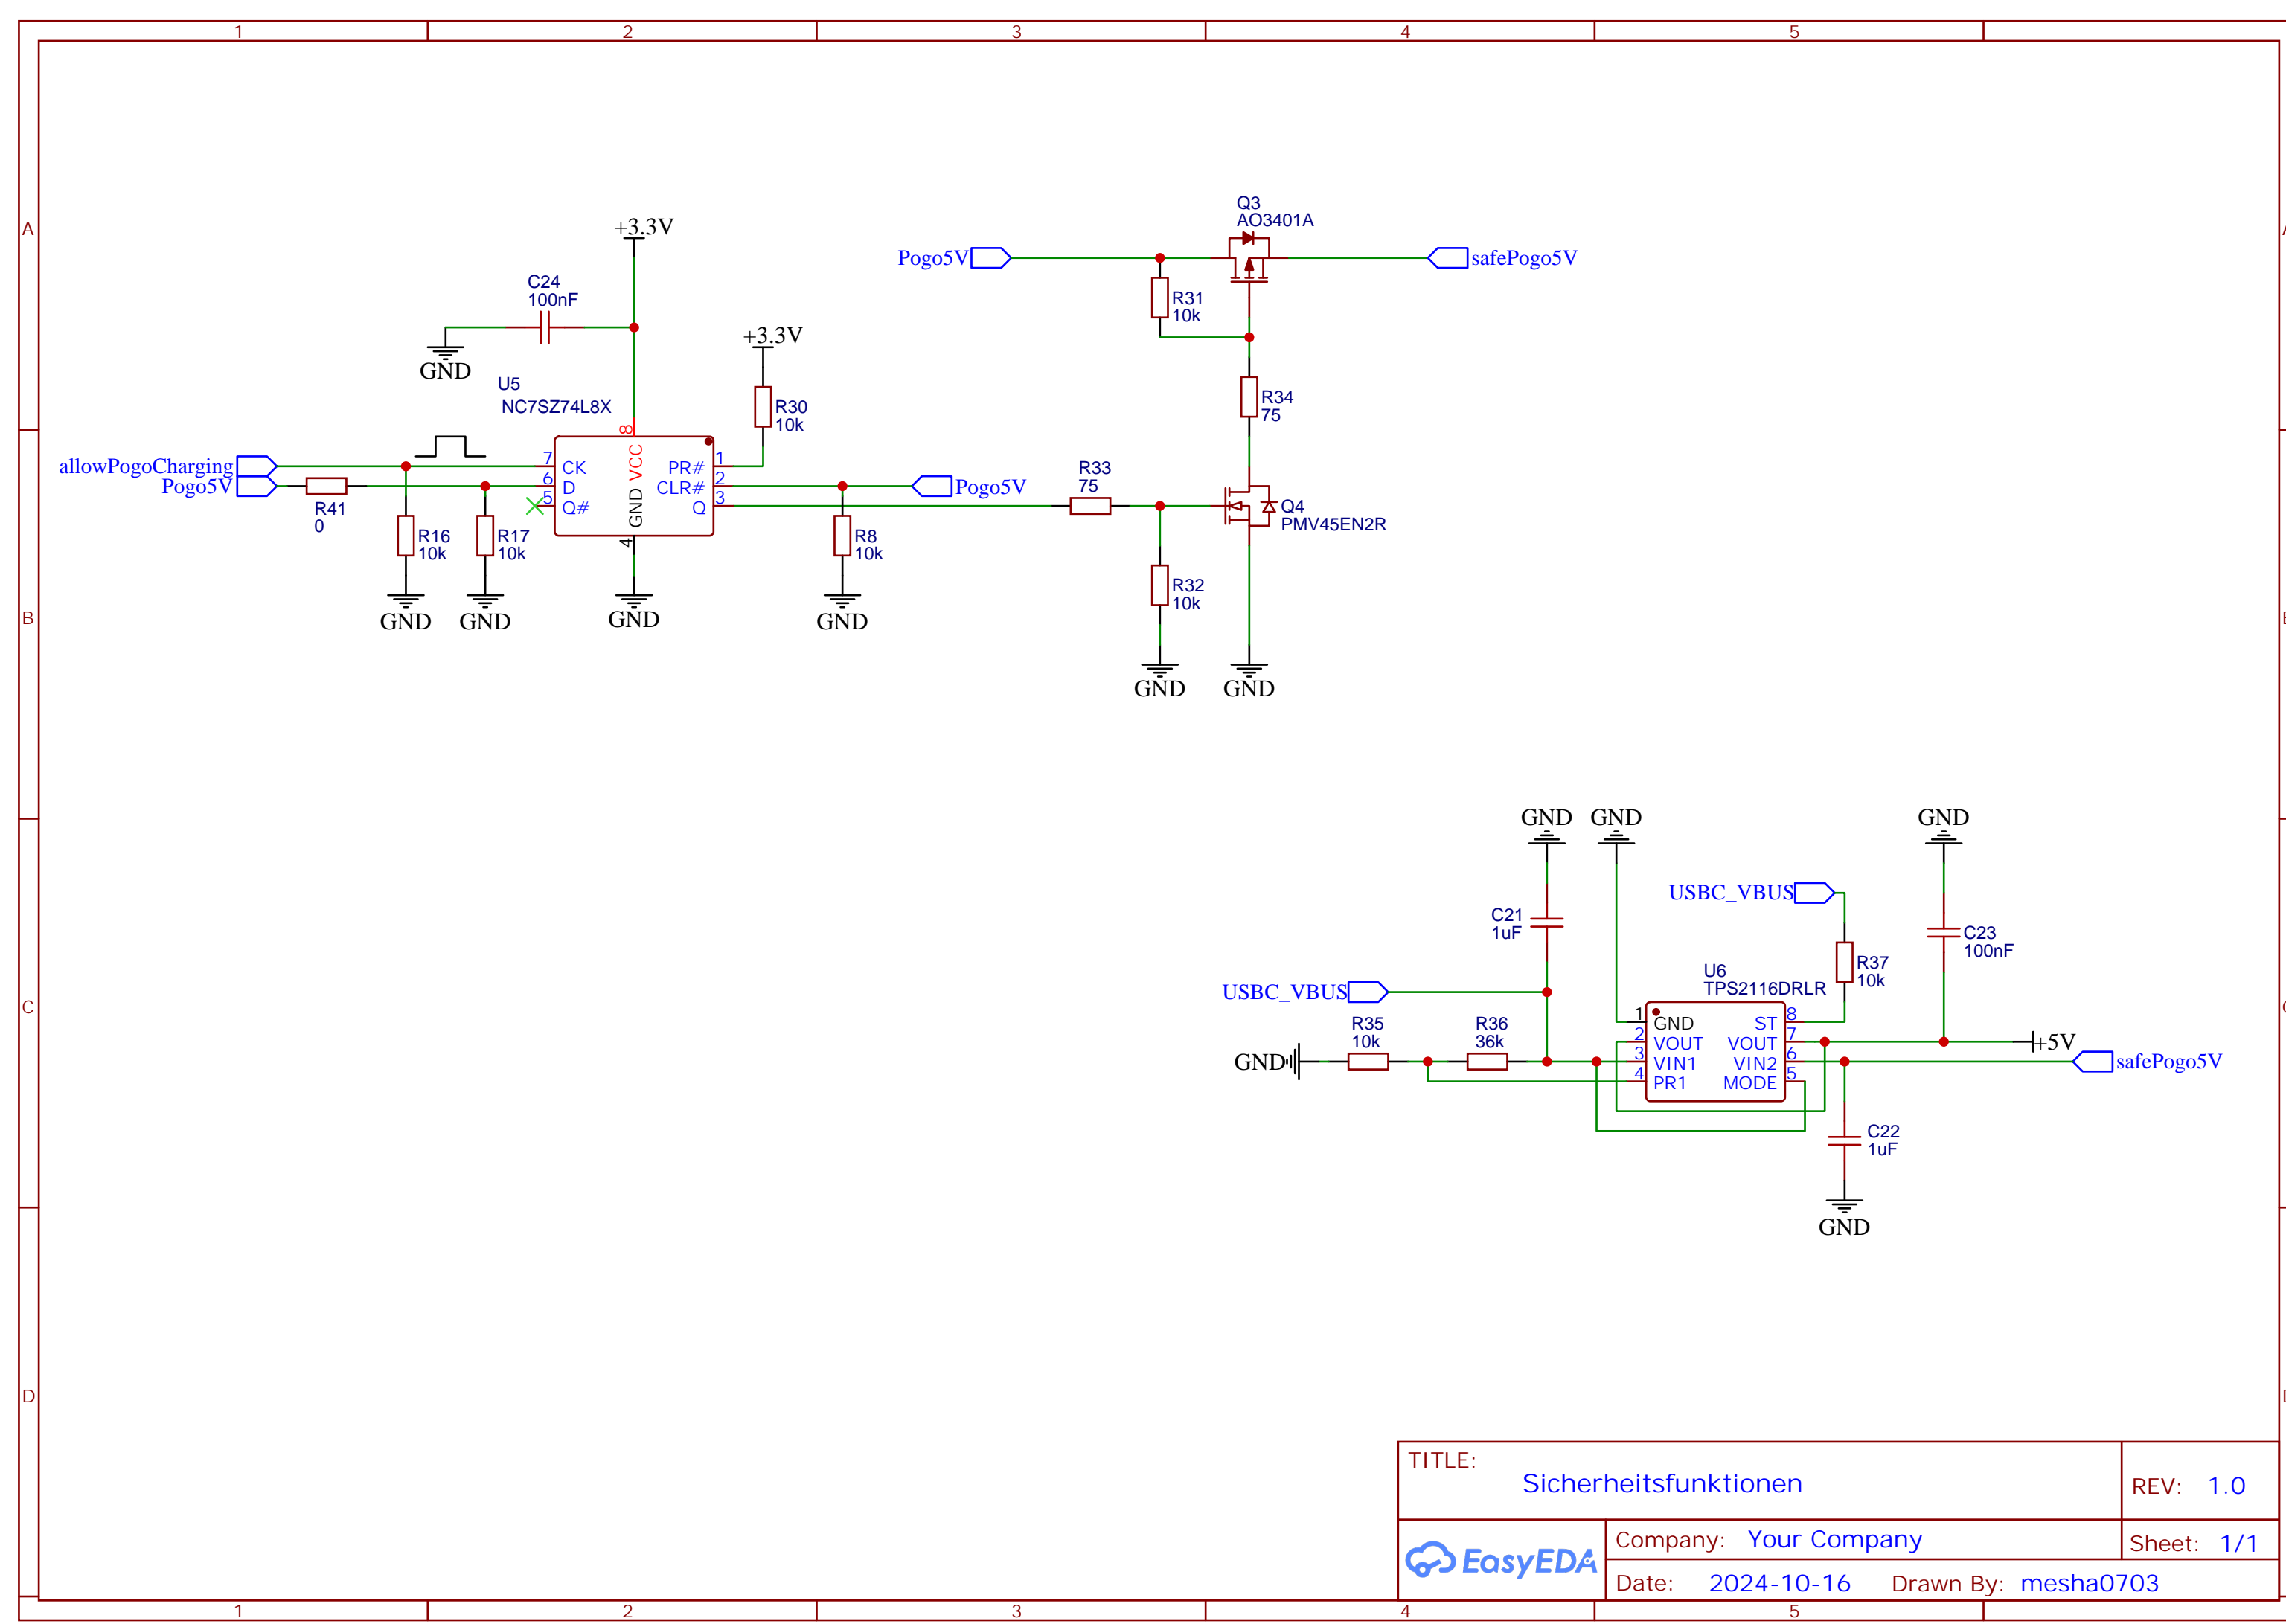 1 2 3 4 5
A
Q3
AO3401A
+3.3V
Pogo5V
safePogo5V
C24
100nF
R31
10k
+3.3V
GND
U5
NC7SZ74L8X
R30
10k
R34
75
allowPogoCharging
Pogo5V
R41
0
7 CK
6 D
5 Q#
8 VCC
GND 4
PR# 1
CLR# 2
Q 3
Pogo5V
R33
75
Q4
PMV45EN2R
R16
10k
R17
10k
R8
10k
R32
10k
B
GND
GND
GND
GND
GND
GND
GND
GND
GND
USBC_VBUS
C21
1uF
C23
100nF
R37
10k
U6
TPS2116DRLR
USBC_VBUS
C
R35
10k
R36
36k
GND
1 GND
2 VOUT
3 VIN1
4 PR1
ST 8
VOUT 7
VIN2 6
MODE 5
+5V
safePogo5V
C22
1uF
GND
D
TITLE:
Sicherheitsfunktionen
REV: 1.0
EasyEDA
Company: Your Company
Sheet: 1/1
Date: 2024-10-16 Drawn By: mesha0703
1 2 3 4 5